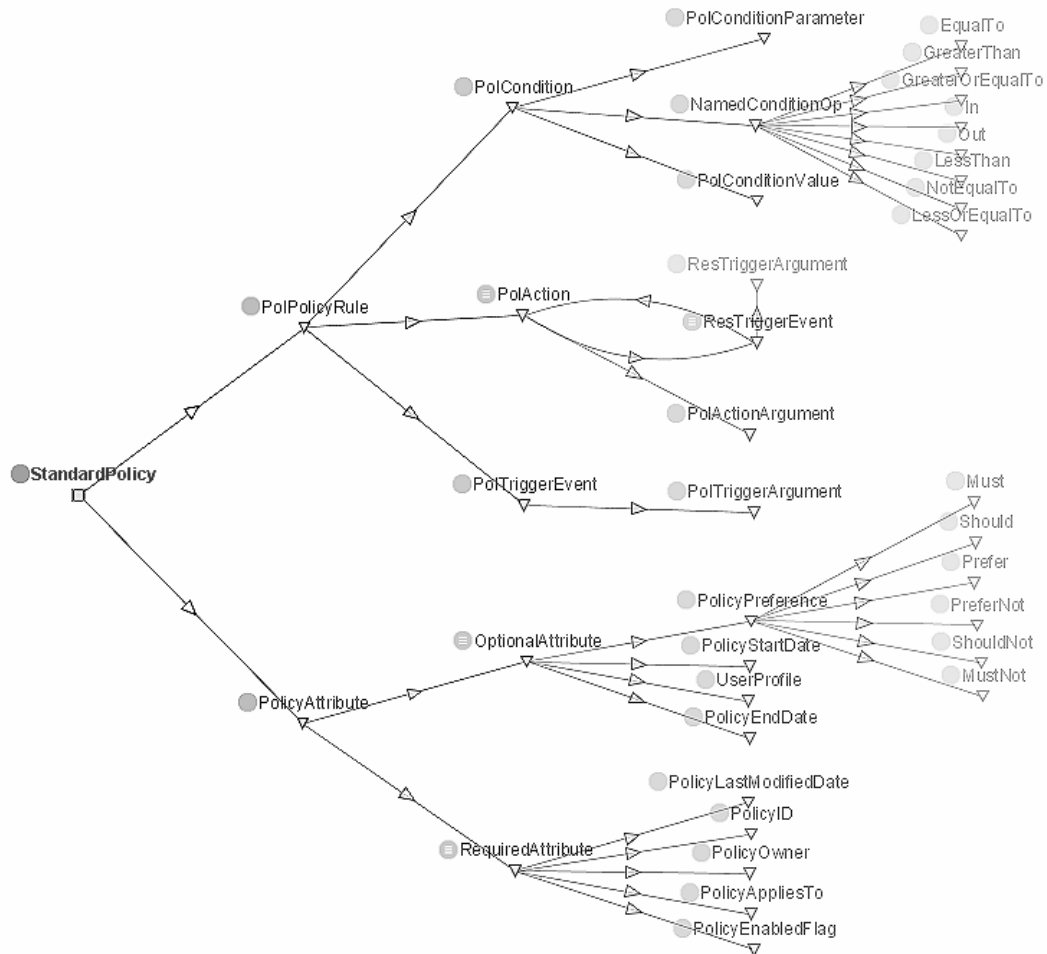 PolConditionParameter
EqualTo
GreaterThan
PolCondition
GreaterOrEqualTo
NamedConditionOp
In
Out
LessThan
PolConditionValue
NotEqualTo
LessOrEqualTo
ResTriggerArgument
PolAction
PolPolicyRule
ResTriggerEvent
PolActionArgument
StandardPolicy
PolTriggerEvent
PolTriggerArgument
Must
Should
Prefer
PolicyPreference
PreferNot
OptionalAttribute
PolicyStartDate
ShouldNot
UserProfile
MustNot
PolicyAttribute
PolicyEndDate
PolicyLastModifiedDate
PolicyID
RequiredAttribute
PolicyOwner
PolicyAppliesTo
PolicyEnabledFlag